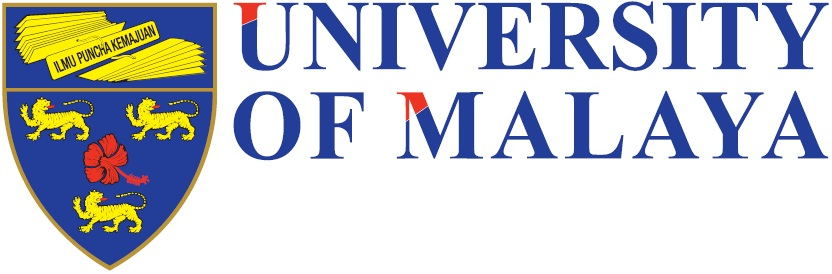 ILMU PUNCHA KEMAJUAN
UNIVERSITY
OF MALAYA